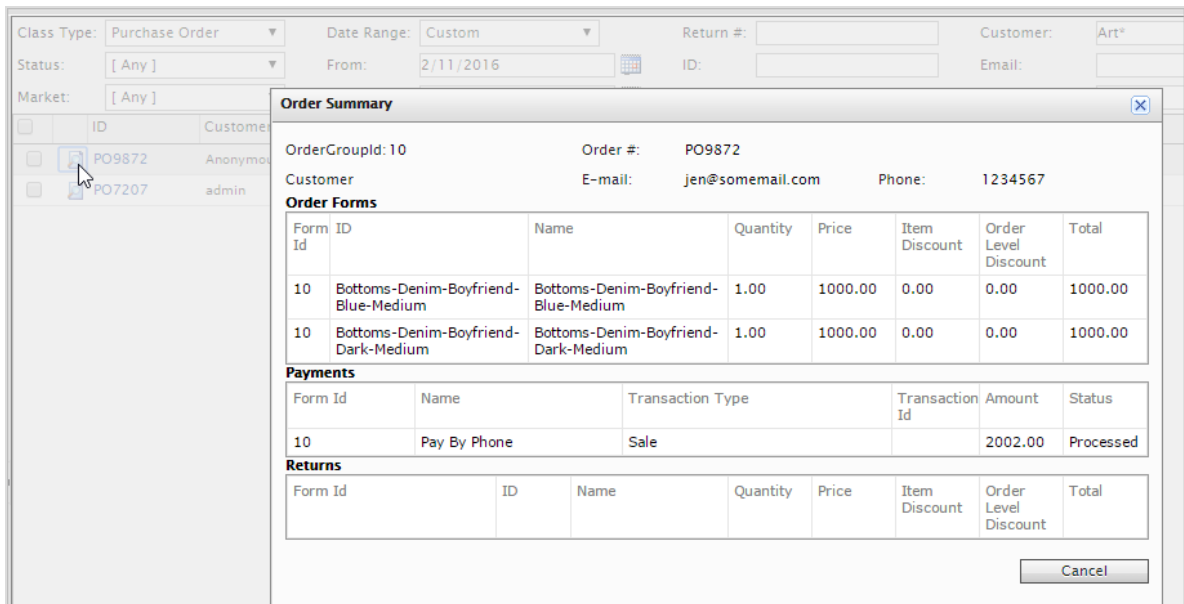 Class Type: Purchase Order Date Range: Custom Return #: Customer: Art*
Status: [ Any ] From: 2/11/2016 ID: Email:
Market: [ Any ]
Order Summary
ID Customer
PO9872 Anonymou
PO7207 admin
OrderGroupId: 10 Order #: PO9872
Customer E-mail: jen@somemail.com Phone: 1234567
Order Forms
Form Id ID Name Quantity Price Item Discount Order Level Discount Total
10 Bottoms-Denim-Boyfriend-Blue-Medium Bottoms-Denim-Boyfriend-Blue-Medium 1.00 1000.00 0.00 0.00 1000.00
10 Bottoms-Denim-Boyfriend-Dark-Medium Bottoms-Denim-Boyfriend-Dark-Medium 1.00 1000.00 0.00 0.00 1000.00
Payments
Form Id Name Transaction Type Transaction Id Amount Status
10 Pay By Phone Sale 2002.00 Processed
Returns
Form Id ID Name Quantity Price Item Discount Order Level Discount Total
Cancel